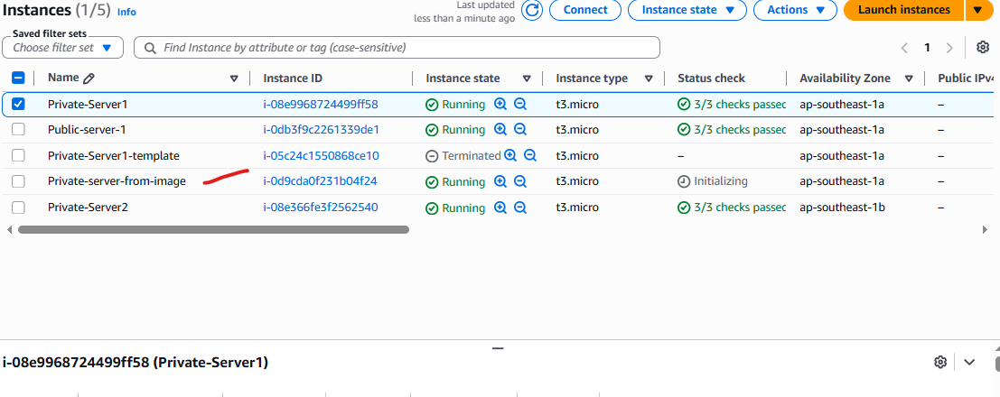 Instances (1/5) Info
Last updated
less than a minute ago
Connect Instance state Actions Launch instances
Saved filter sets
Choose filter set
Find Instance by attribute or tag (case-sensitive)
1
Name Instance ID Instance state Instance type Status check Availability Zone Public IPv4
Private-Server1 i-08e9968724499ff58 Running t3.micro 3/3 checks passed ap-southeast-1a –
Public-server-1 i-0db3f9c2261339de1 Running t3.micro 3/3 checks passed ap-southeast-1a –
Private-Server1-template i-05c24c1550868ce10 Terminated t3.micro – ap-southeast-1a –
Private-server-from-image i-0d9cda0f231b04f24 Running t3.micro Initializing ap-southeast-1a –
Private-Server2 i-08e366fe3f2562540 Running t3.micro 3/3 checks passed ap-southeast-1b –
i-08e9968724499ff58 (Private-Server1)